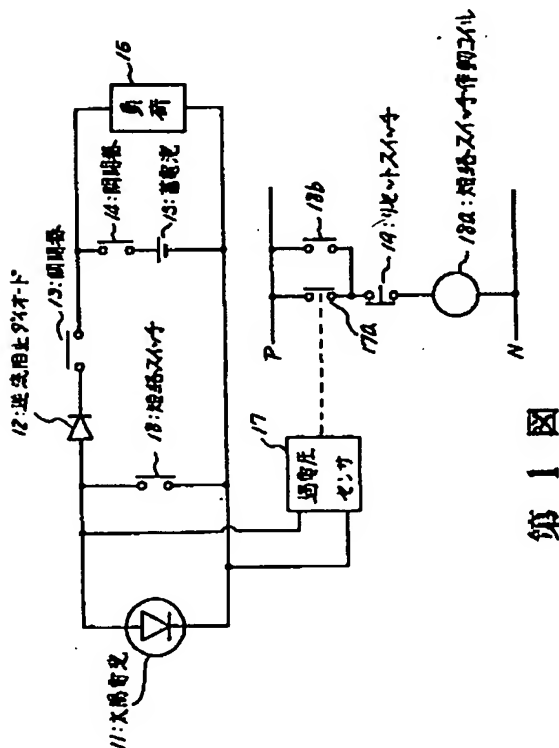 11:太陽電池
12:逆流阻止ダイオード
13:開閉器
14:開閉器
15:蓄電池
16
負荷
18:短絡スイッチ
17
過電圧
センサ
P
17a
18b
19:リセットスイッチ
18a:短絡スイッチ作動コイル
N
第1図